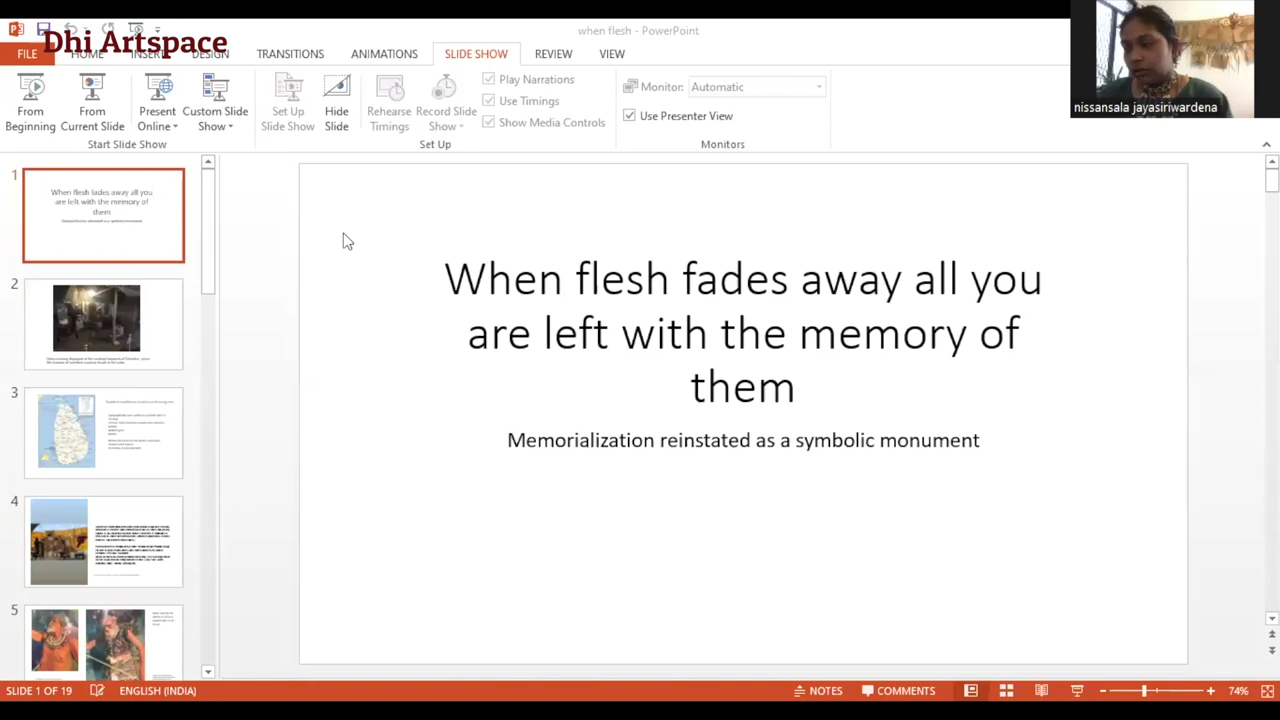 Dhi Artspace
when flesh - PowerPoint
FILE HOME INSERT DESIGN TRANSITIONS ANIMATIONS SLIDE SHOW REVIEW VIEW
From Beginning
From Current Slide
Present Online
Custom Slide Show
Set Up Slide Show
Hide Slide
Rehearse Timings
Record Slide Show
Play Narrations
Use Timings
Show Media Controls
Monitor: Automatic
Use Presenter View
Start Slide Show
Set Up
Monitors
nissansala jayasiriwardena
1
When flesh fades away all you
are left with the memory of
them
2
3
4
5
When flesh fades away all you
are left with the memory of
them
Memorialization reinstated as a symbolic monument
SLIDE 1 OF 19 ENGLISH (INDIA) NOTES COMMENTS 74%